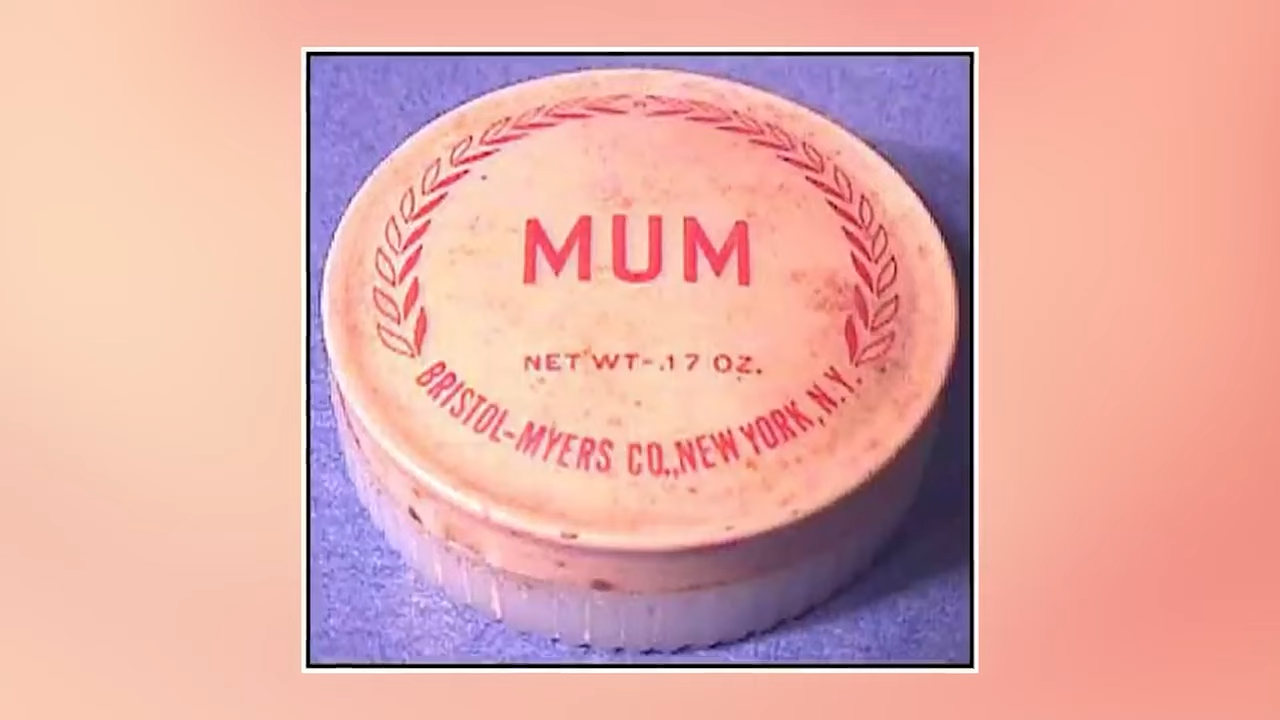 MUM
NET WT-.17 OZ.
BRISTOL-MYERS CO., NEW YORK, N.Y.